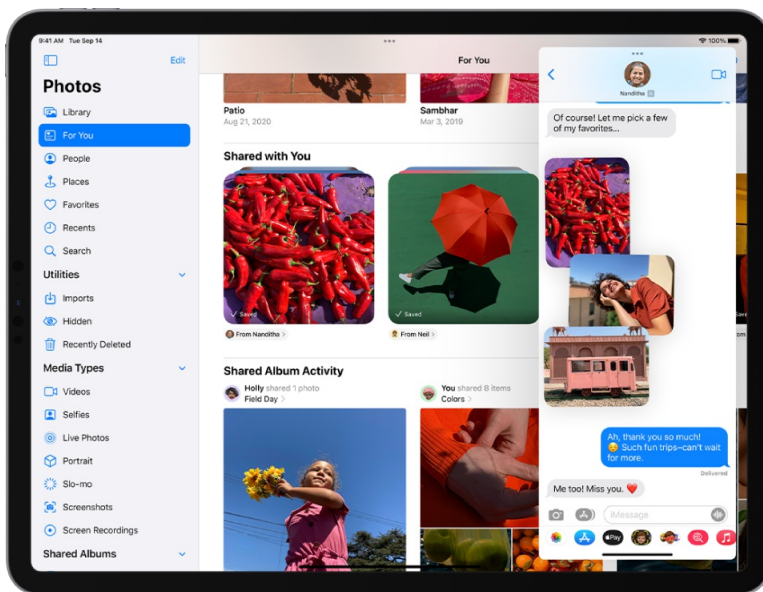 9:41 AM Tue Sep 14
100%
Edit
Photos
Library
For You
People
Places
Favorites
Recents
Search
Utilities
Imports
Hidden
Recently Deleted
Media Types
Videos
Selfies
Live Photos
Portrait
Slo-mo
Screenshots
Screen Recordings
Shared Albums
For You
Patio
Aug 21, 2020
Sambhar
Mar 3, 2019
Shared with You
Saved
From Nanditha >
Saved
From Neil >
Shared Album Activity
Holly shared 1 photo
Field Day >
You shared 8 items
Colors >
Nanditha
Of course! Let me pick a few
of my favorites...
Ah, thank you so much!
😋 Such fun trips–can't wait
for more.
Delivered
Me too! Miss you. ❤️
iMessage
Pay